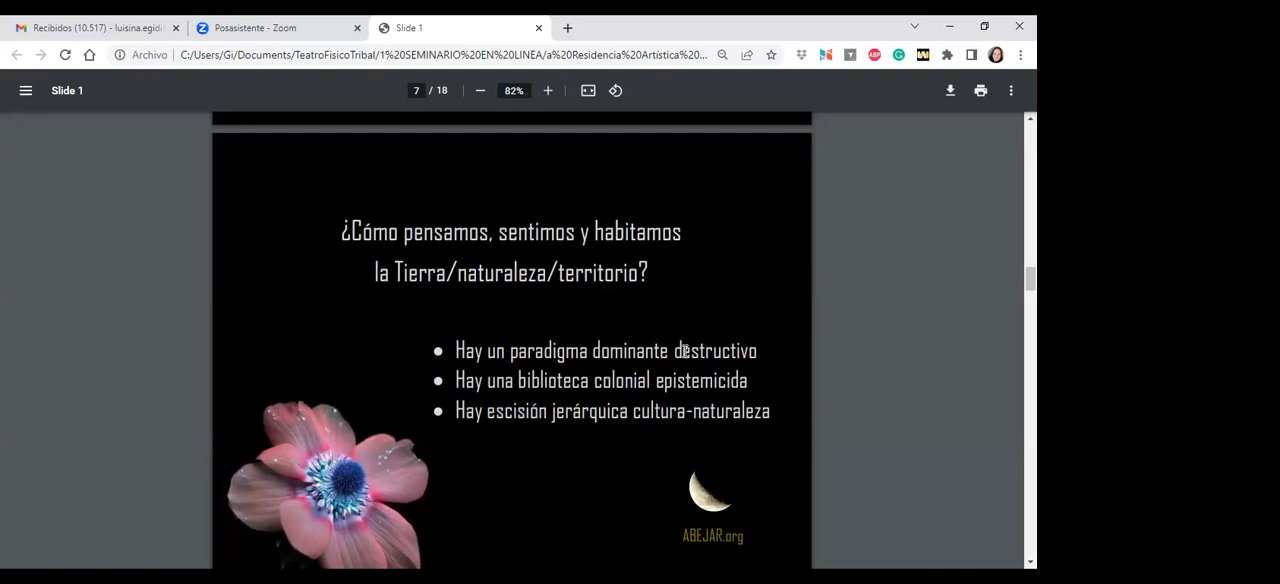 Recibidos (10.517) - luisina.egidi
Posasistente - Zoom
Slide 1
Archivo
C:/Users/Gi/Documents/TeatroFisicoTribal/1%20SEMINARIO%20EN%20LINEA/a%20Residencia%20Artística%20...
ABP
Slide 1
7 / 18
82%
¿Cómo pensamos, sentimos y habitamos
la Tierra/naturaleza/territorio?
• Hay un paradigma dominante destructivo
• Hay una biblioteca colonial epistemicida
• Hay escisión jerárquica cultura-naturaleza
ABEJAR.org